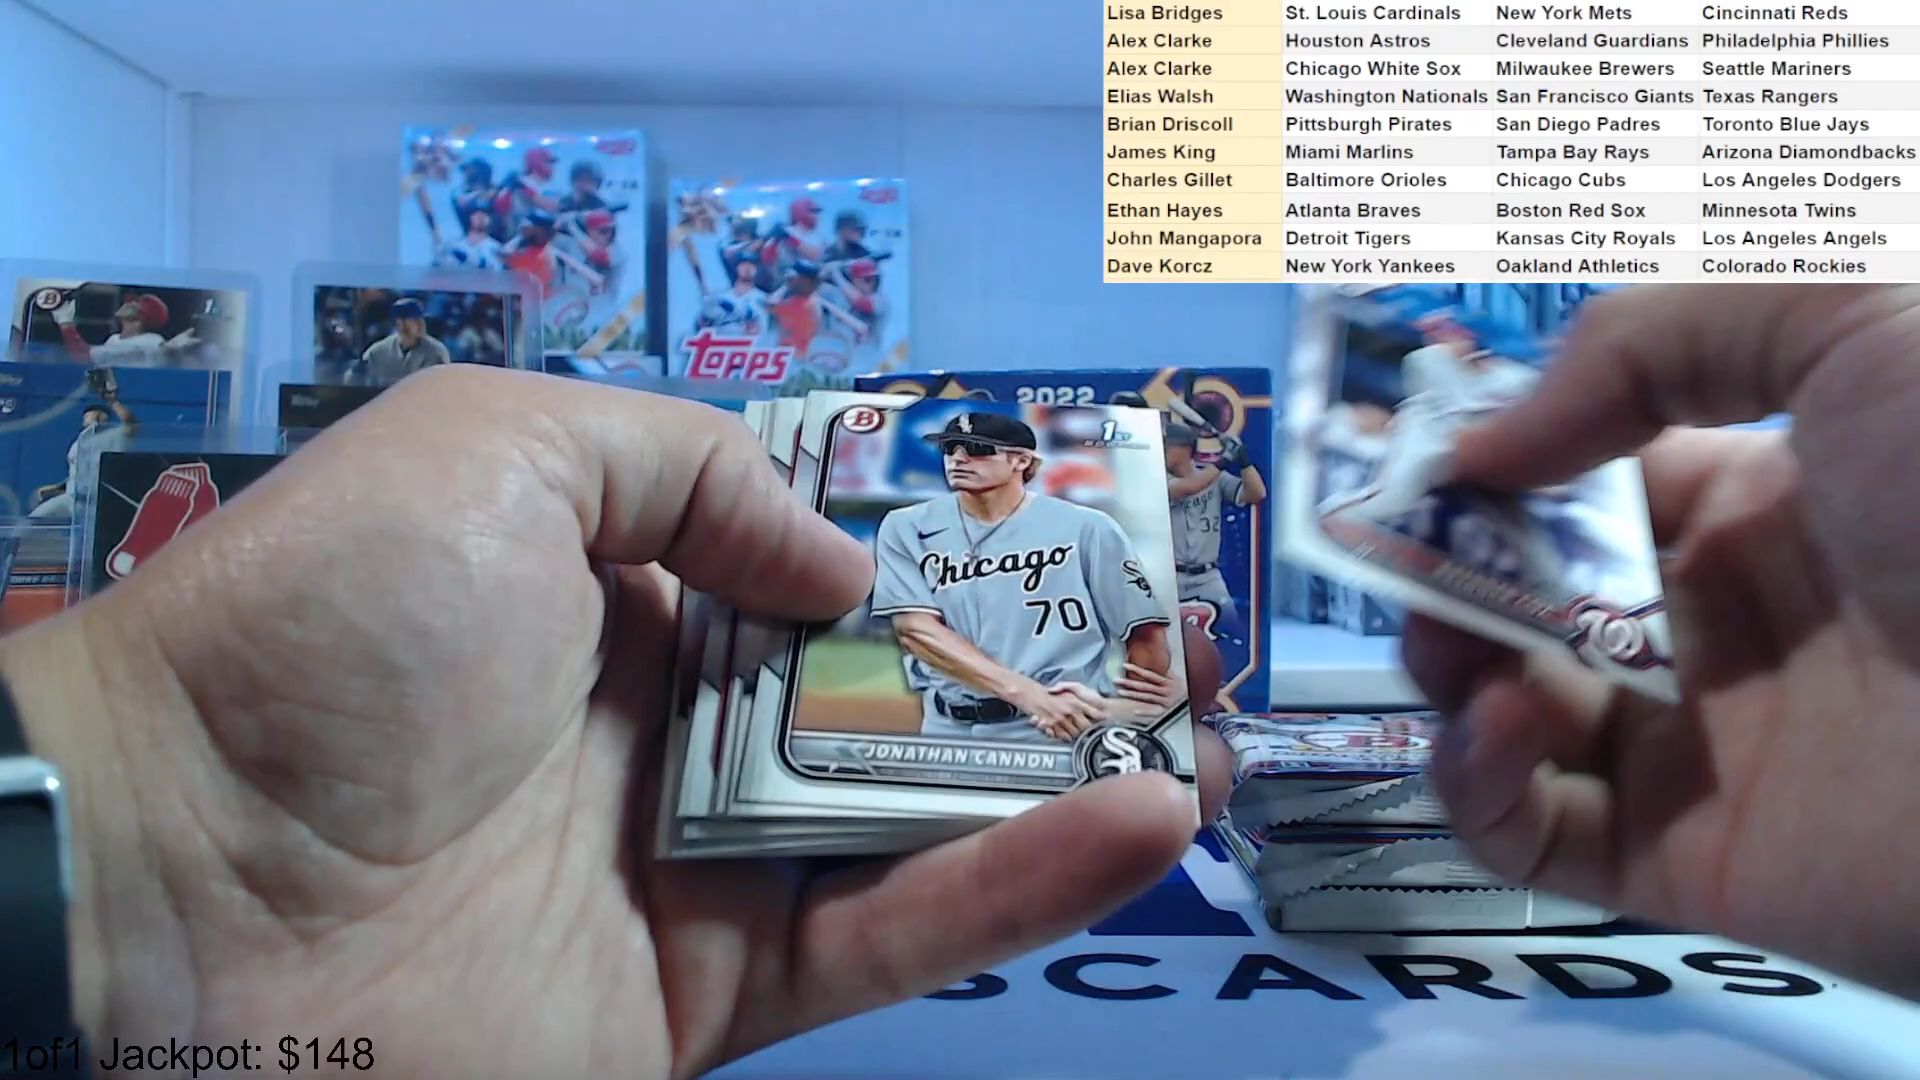 Lisa Bridges St. Louis Cardinals New York Mets Cincinnati Reds
Alex Clarke Houston Astros Cleveland Guardians Philadelphia Phillies
Alex Clarke Chicago White Sox Milwaukee Brewers Seattle Mariners
Elias Walsh Washington Nationals San Francisco Giants Texas Rangers
Brian Driscoll Pittsburgh Pirates San Diego Padres Toronto Blue Jays
James King Miami Marlins Tampa Bay Rays Arizona Diamondbacks
Charles Gillet Baltimore Orioles Chicago Cubs Los Angeles Dodgers
Ethan Hayes Atlanta Braves Boston Red Sox Minnesota Twins
John Mangapora Detroit Tigers Kansas City Royals Los Angeles Angels
Dave Korcz New York Yankees Oakland Athletics Colorado Rockies
TOPPS
2022
B
1ST
Chicago
70
JONATHAN CANNON
P
Chicago
32
CARDS
1of1 Jackpot: $148